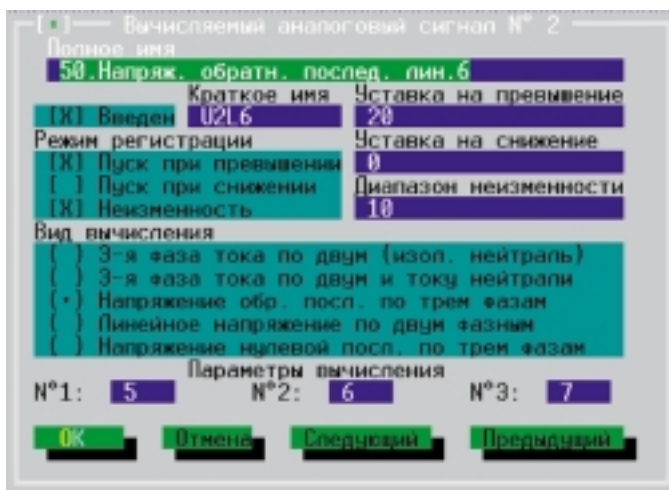 [•] Вычисляемый аналоговый сигнал N° 2
Полное имя
50.Напряж. обратн. послед. лин.6
Краткое имя Уставка на превышение
[X] Введен U2L6 20
Режим регистрации Уставка на снижение
[X] Пуск при превышении 0
[ ] Пуск при снижении Диапазон неизменности
[X] Неизменность 10
Вид вычисления
( ) 3-я фаза тока по двум (изол. нейтраль)
( ) 3-я фаза тока по двум и току нейтрали
(•) Напряжение обр. посл. по трем фазам
( ) Линейное напряжение по двум фазным
( ) Напряжение нулевой посл. по трем фазам
Параметры вычисления
N°1: 5 N°2: 6 N°3: 7
OK Отмена Следующий Предыдущий